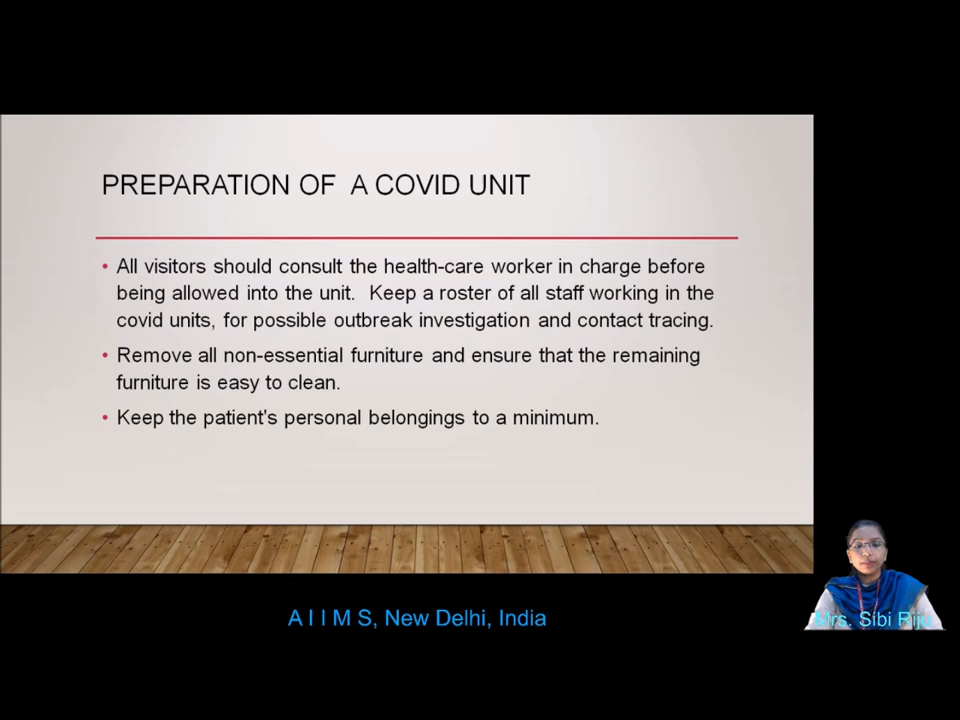 PREPARATION OF A COVID UNIT
• All visitors should consult the health-care worker in charge before
being allowed into the unit. Keep a roster of all staff working in the
covid units, for possible outbreak investigation and contact tracing.
• Remove all non-essential furniture and ensure that the remaining
furniture is easy to clean.
• Keep the patient's personal belongings to a minimum.
A I I M S, New Delhi, India
Mrs. Sibi Riju